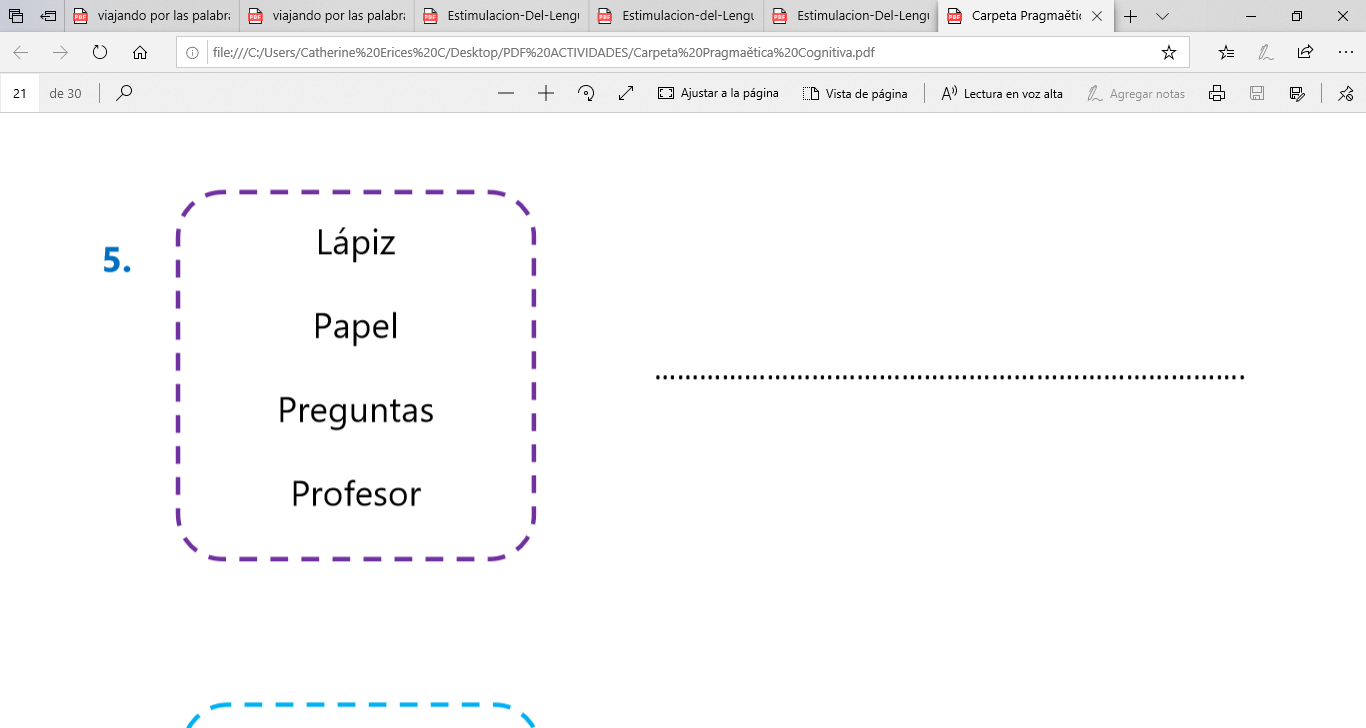 viajando por las palabra
viajando por las palabra
Estimulacion-Del-Lengu
Estimulacion-del-Lengu
Estimulacion-Del-Lengu
Carpeta Pragmaětic
file:///C:/Users/Catherine%20Erices%20C/Desktop/PDF%20ACTIVIDADES/Carpeta%20Pragmaětica%20Cognitiva.pdf
21 de 30 Ajustar a la página Vista de página Lectura en voz alta Agregar notas
Lápiz
5.
Papel
Preguntas
Profesor